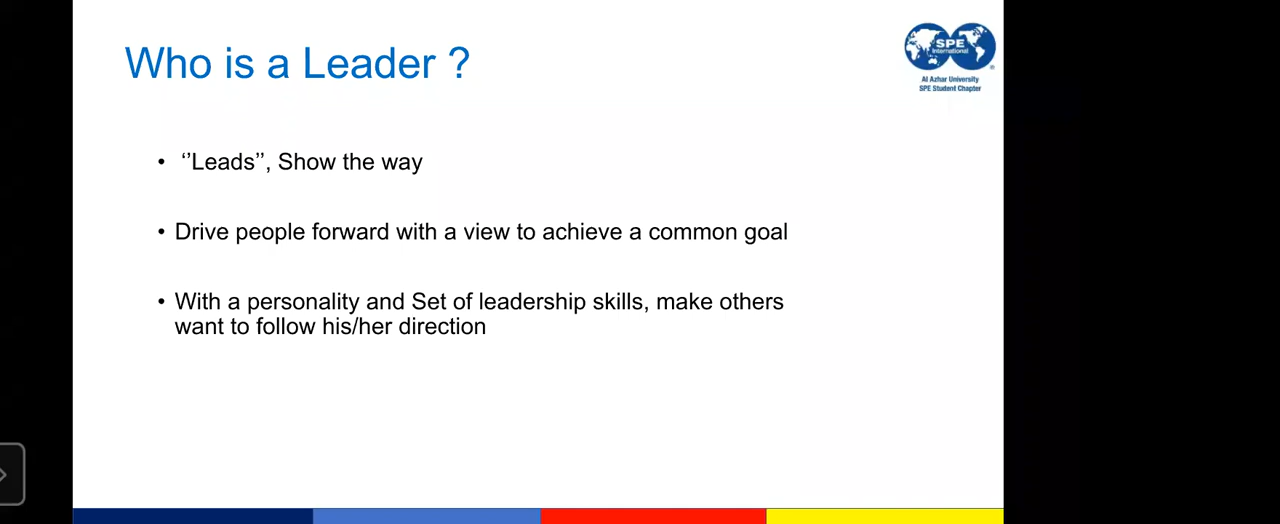 Who is a Leader ?
SPE
International
Al Azhar University
SPE Student Chapter
• ‘’Leads’’, Show the way
• Drive people forward with a view to achieve a common goal
• With a personality and Set of leadership skills, make others
want to follow his/her direction